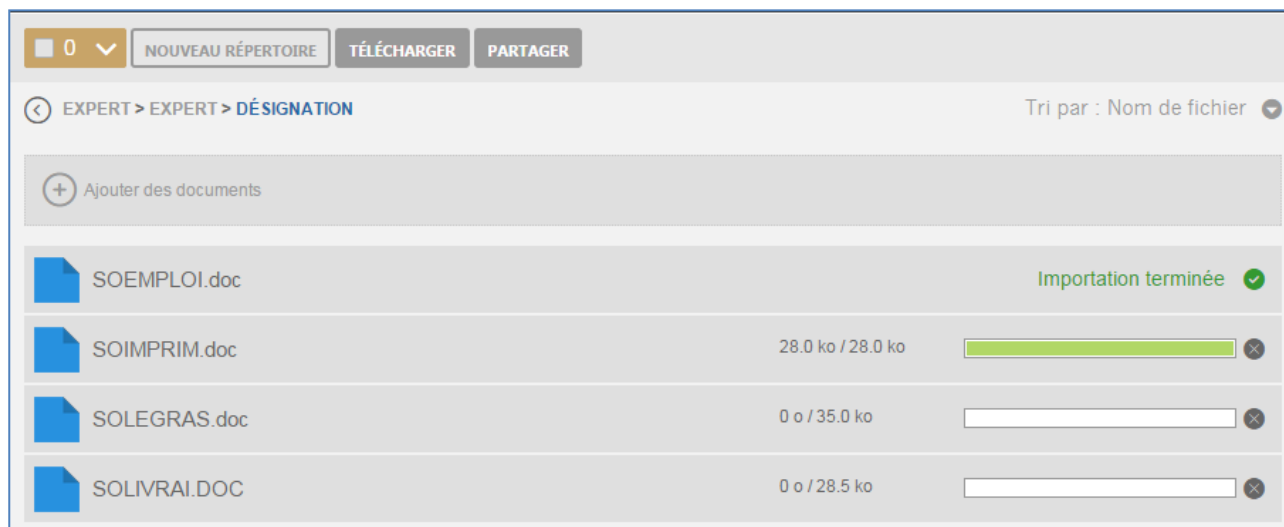 0 NOUVEAU RÉPERTOIRE TÉLÉCHARGER PARTAGER
EXPERT > EXPERT > DÉSIGNATION Tri par : Nom de fichier
Ajouter des documents
SOEMPLOI.doc Importation terminée
SOIMPRIM.doc 28.0 ko / 28.0 ko
SOLEGRAS.doc 0 o / 35.0 ko
SOLIVRAI.DOC 0 o / 28.5 ko